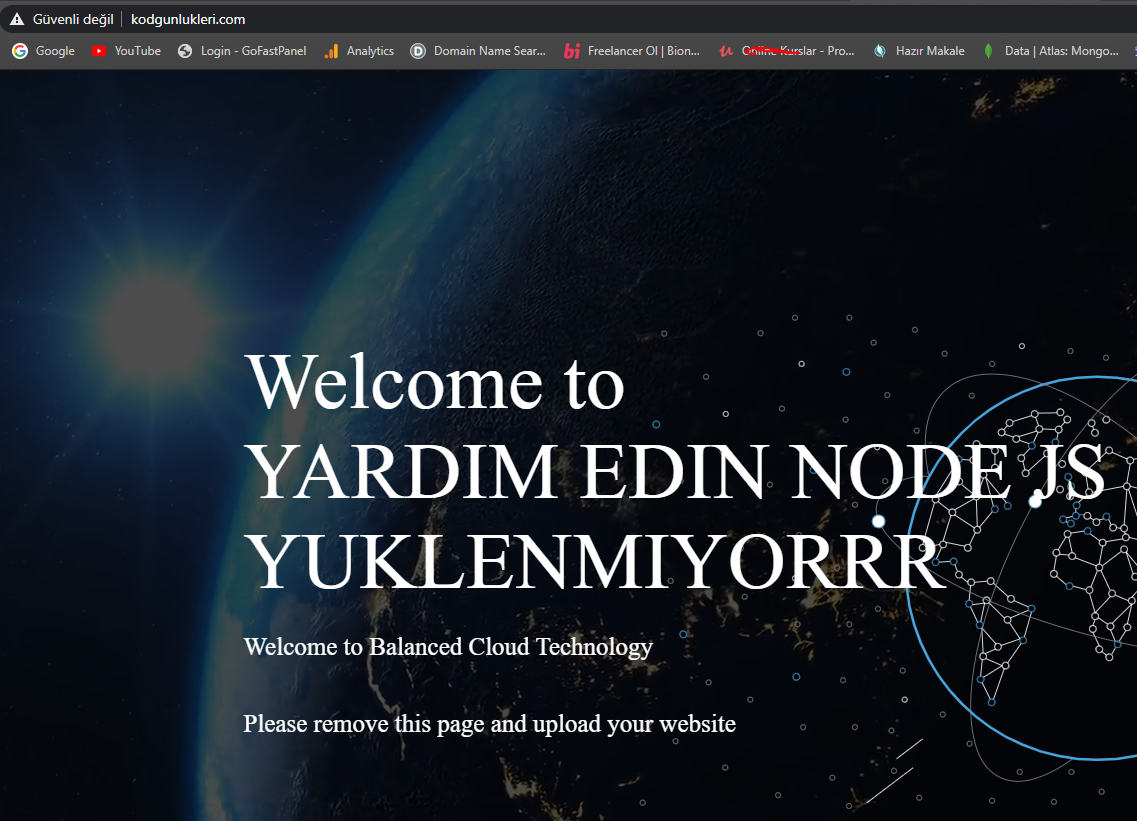 Güvenli değil
kodgunlukleri.com
Google
YouTube
Login - GoFastPanel
Analytics
Domain Name Sear...
Freelancer Ol | Bion...
Online Kurslar - Pro...
Hazır Makale
Data | Atlas: Mongo...
Welcome to
YARDIM EDIN NODE JS
YUKLENMIYORRR
Welcome to Balanced Cloud Technology
Please remove this page and upload your website